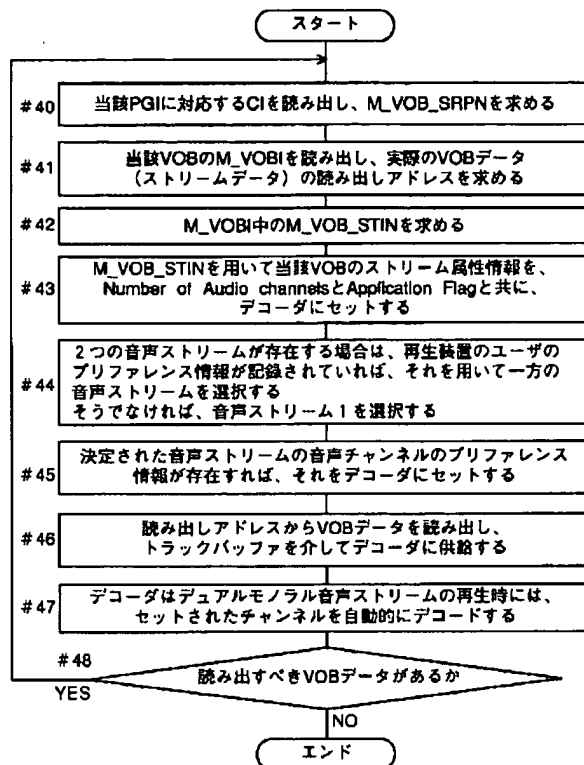 スタート
#40
当該PGIに対応するCIを読み出し、M_VOB_SRPNを求める
#41
当該VOBのM_VOBIを読み出し、実際のVOBデータ
(ストリームデータ)の読み出しアドレスを求める
#42
M_VOBI中のM_VOB_STINを求める
#43
M_VOB_STINを用いて当該VOBのストリーム属性情報を、
Number of Audio channelsとApplication Flagと共に、
デコーダにセットする
#44
2つの音声ストリームが存在する場合は、再生装置のユーザの
プリファレンス情報が記録されていれば、それを用いて一方の
音声ストリームを選択する
そうでなければ、音声ストリーム1を選択する
#45
決定された音声ストリームの音声チャンネルのプリファレンス
情報が存在すれば、それをデコーダにセットする
#46
読み出しアドレスからVOBデータを読み出し、
トラックバッファを介してデコーダに供給する
#47
デコーダはデュアルモノラル音声ストリームの再生時には、
セットされたチャンネルを自動的にデコードする
#48
読み出すべきVOBデータがあるか
YES
NO
エンド